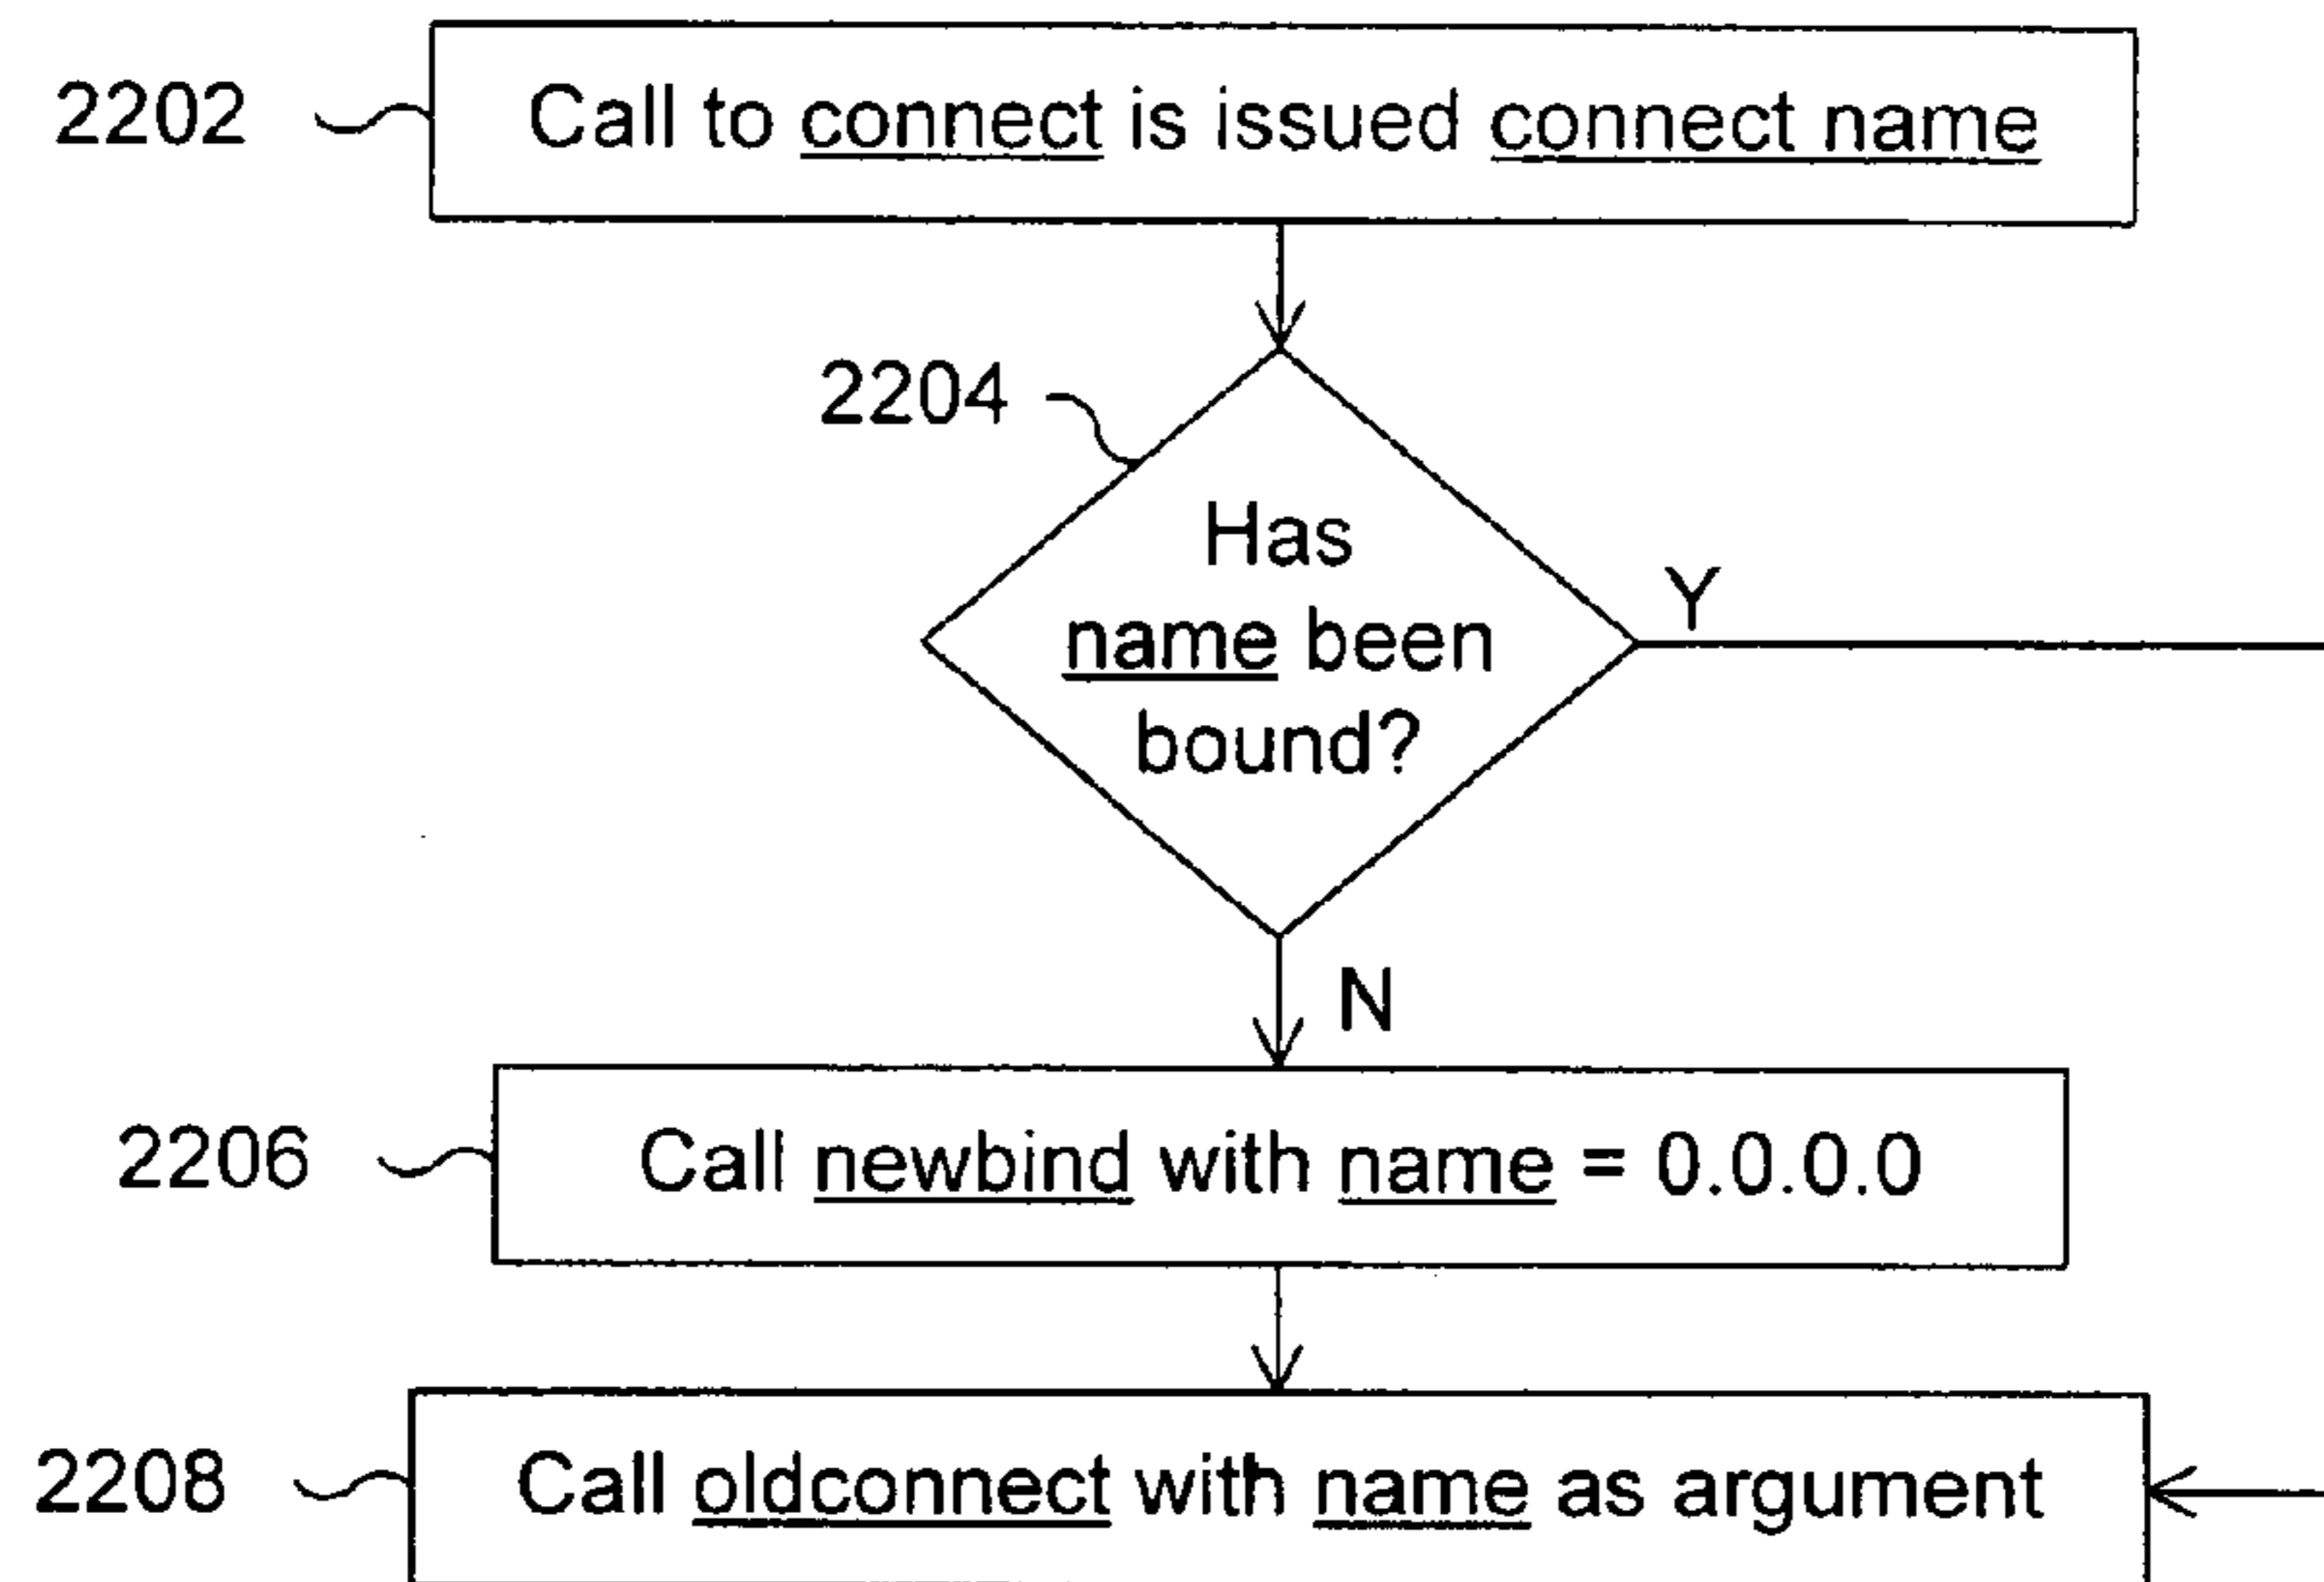 2202 Call to connect is issued connect name
2204
Has
name been
bound?
Y
N
2206 Call newbind with name = 0.0.0.0
2208 Call oldconnect with name as argument